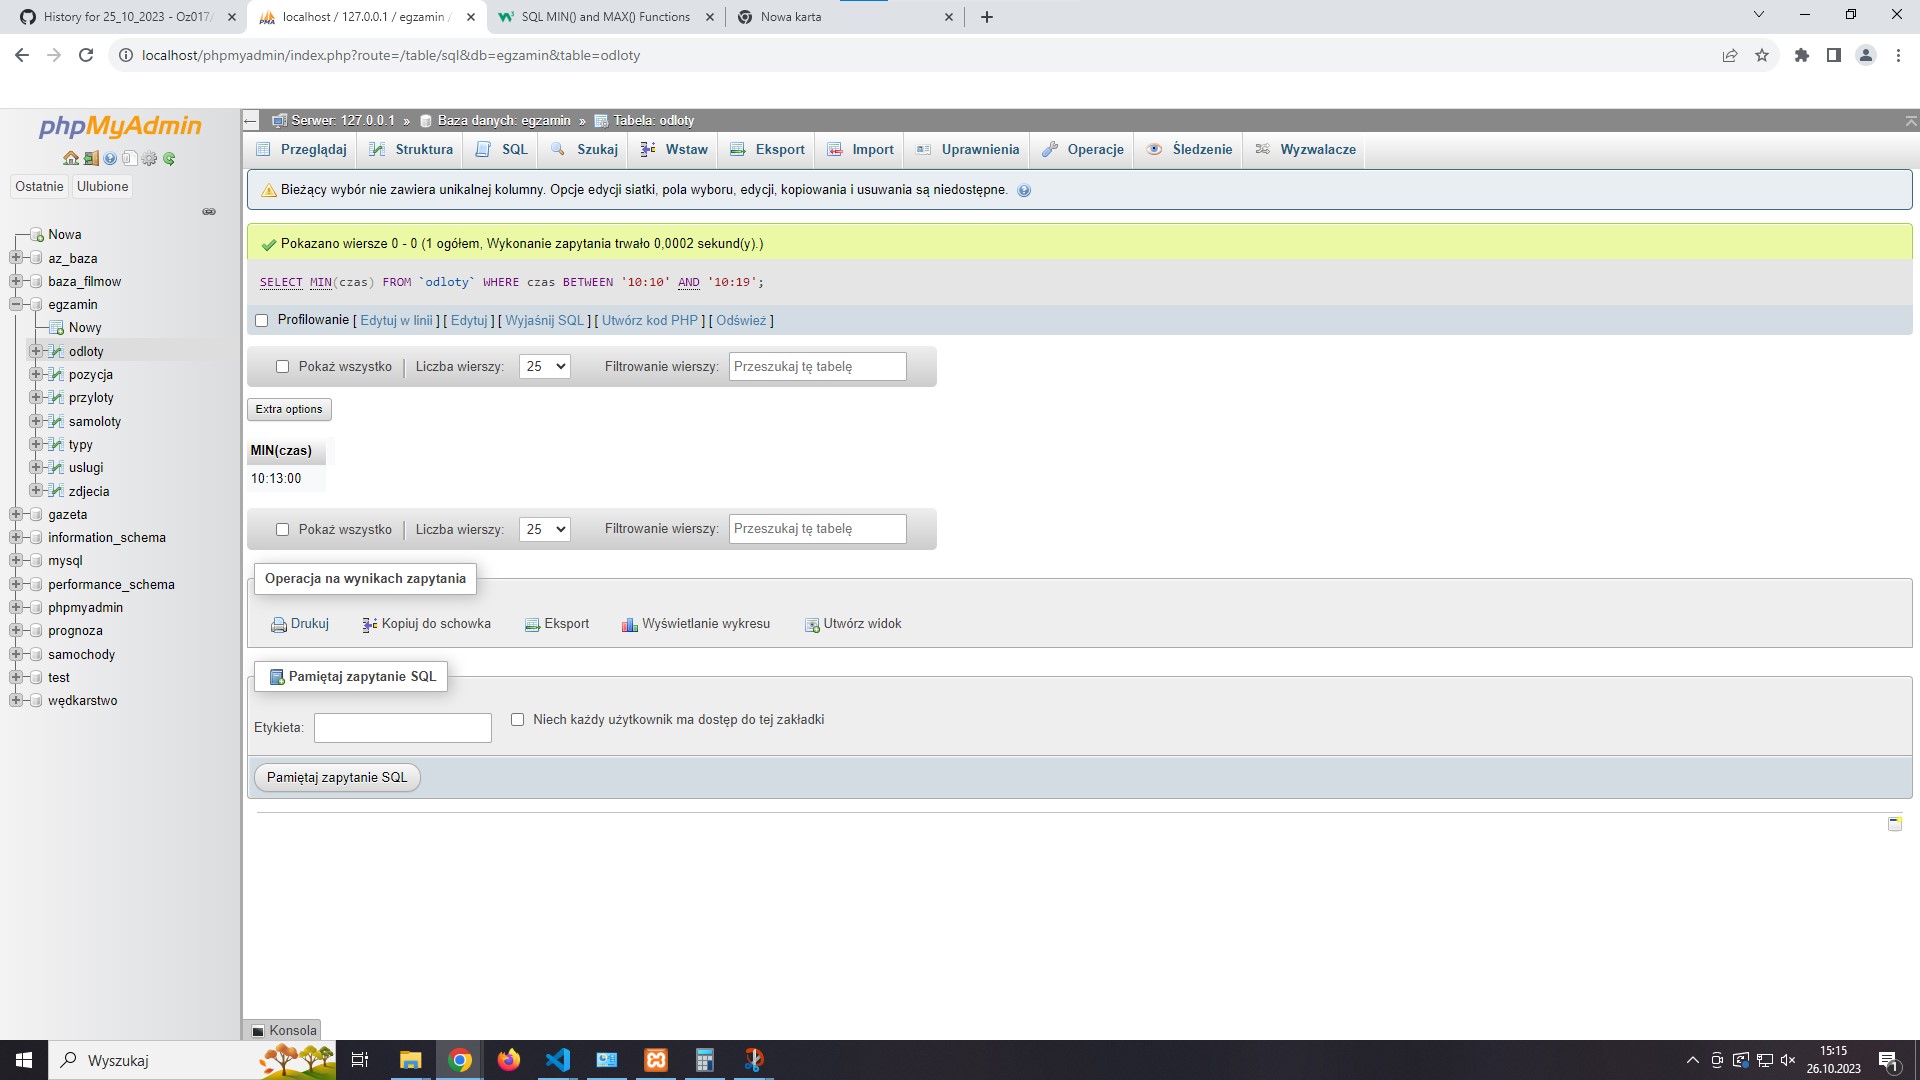 History for 25_10_2023 - Oz017/
localhost / 127.0.0.1 / egzamin /
SQL MIN() and MAX() Functions
Nowa karta
localhost/phpmyadmin/index.php?route=/table/sql&db=egzamin&table=odloty
phpMyAdmin
Ostatnie
Ulubione
Nowa
az_baza
baza_filmow
egzamin
Nowy
odloty
pozycja
przyloty
samoloty
typy
uslugi
zdjecia
gazeta
information_schema
mysql
performance_schema
phpmyadmin
prognoza
samochody
test
wędkarstwo
Serwer: 127.0.0.1 » Baza danych: egzamin » Tabela: odloty
Przeglądaj Struktura SQL Szukaj Wstaw Eksport Import Uprawnienia Operacje Śledzenie Wyzwalacze
Bieżący wybór nie zawiera unikalnej kolumny. Opcje edycji siatki, pola wyboru, edycji, kopiowania i usuwania są niedostępne.
Pokazano wiersze 0 - 0 (1 ogółem, Wykonanie zapytania trwało 0,0002 sekund(y).)
SELECT MIN(czas) FROM `odloty` WHERE czas BETWEEN '10:10' AND '10:19';
Profilowanie [ Edytuj w linii ] [ Edytuj ] [ Wyjaśnij SQL ] [ Utwórz kod PHP ] [ Odśwież ]
Pokaż wszystko | Liczba wierszy: 25 Filtrowanie wierszy: Przeszukaj tę tabelę
Extra options
MIN(czas)
10:13:00
Pokaż wszystko | Liczba wierszy: 25 Filtrowanie wierszy: Przeszukaj tę tabelę
Operacja na wynikach zapytania
Drukuj Kopiuj do schowka Eksport Wyświetlanie wykresu Utwórz widok
Pamiętaj zapytanie SQL
Etykieta: Niech każdy użytkownik ma dostęp do tej zakładki
Pamiętaj zapytanie SQL
Konsola
Wyszukaj
15:15
26.10.2023
1